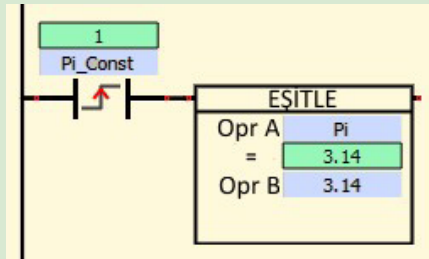 1
Pi_Const
EŞİTLE
Opr A Pi
= 3.14
Opr B 3.14